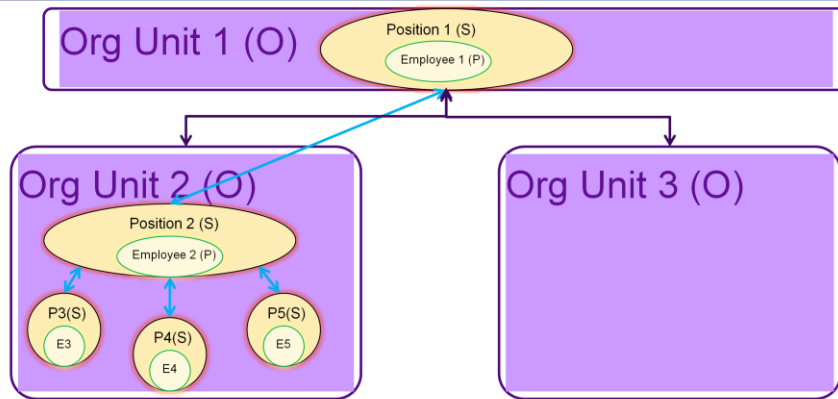 Org Unit 1 (O)
Position 1 (S)
Employee 1 (P)
Org Unit 2 (O)
Position 2 (S)
Employee 2 (P)
P3(S)
E3
P4(S)
E4
P5(S)
E5
Org Unit 3 (O)